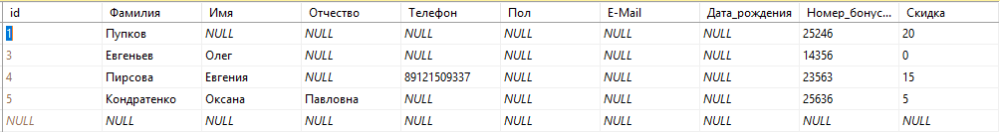 id Фамилия Имя Отчество Телефон Пол E-Mail Дата_рождения Номер_бонус... Скидка
1 Пупков NULL NULL NULL NULL NULL NULL 25246 20
3 Евгеньев Олег NULL NULL NULL NULL NULL 14356 0
4 Пирсова Евгения NULL 89121509337 NULL NULL NULL 23563 15
5 Кондратенко Оксана Павловна NULL NULL NULL NULL 25636 5
NULL NULL NULL NULL NULL NULL NULL NULL NULL NULL